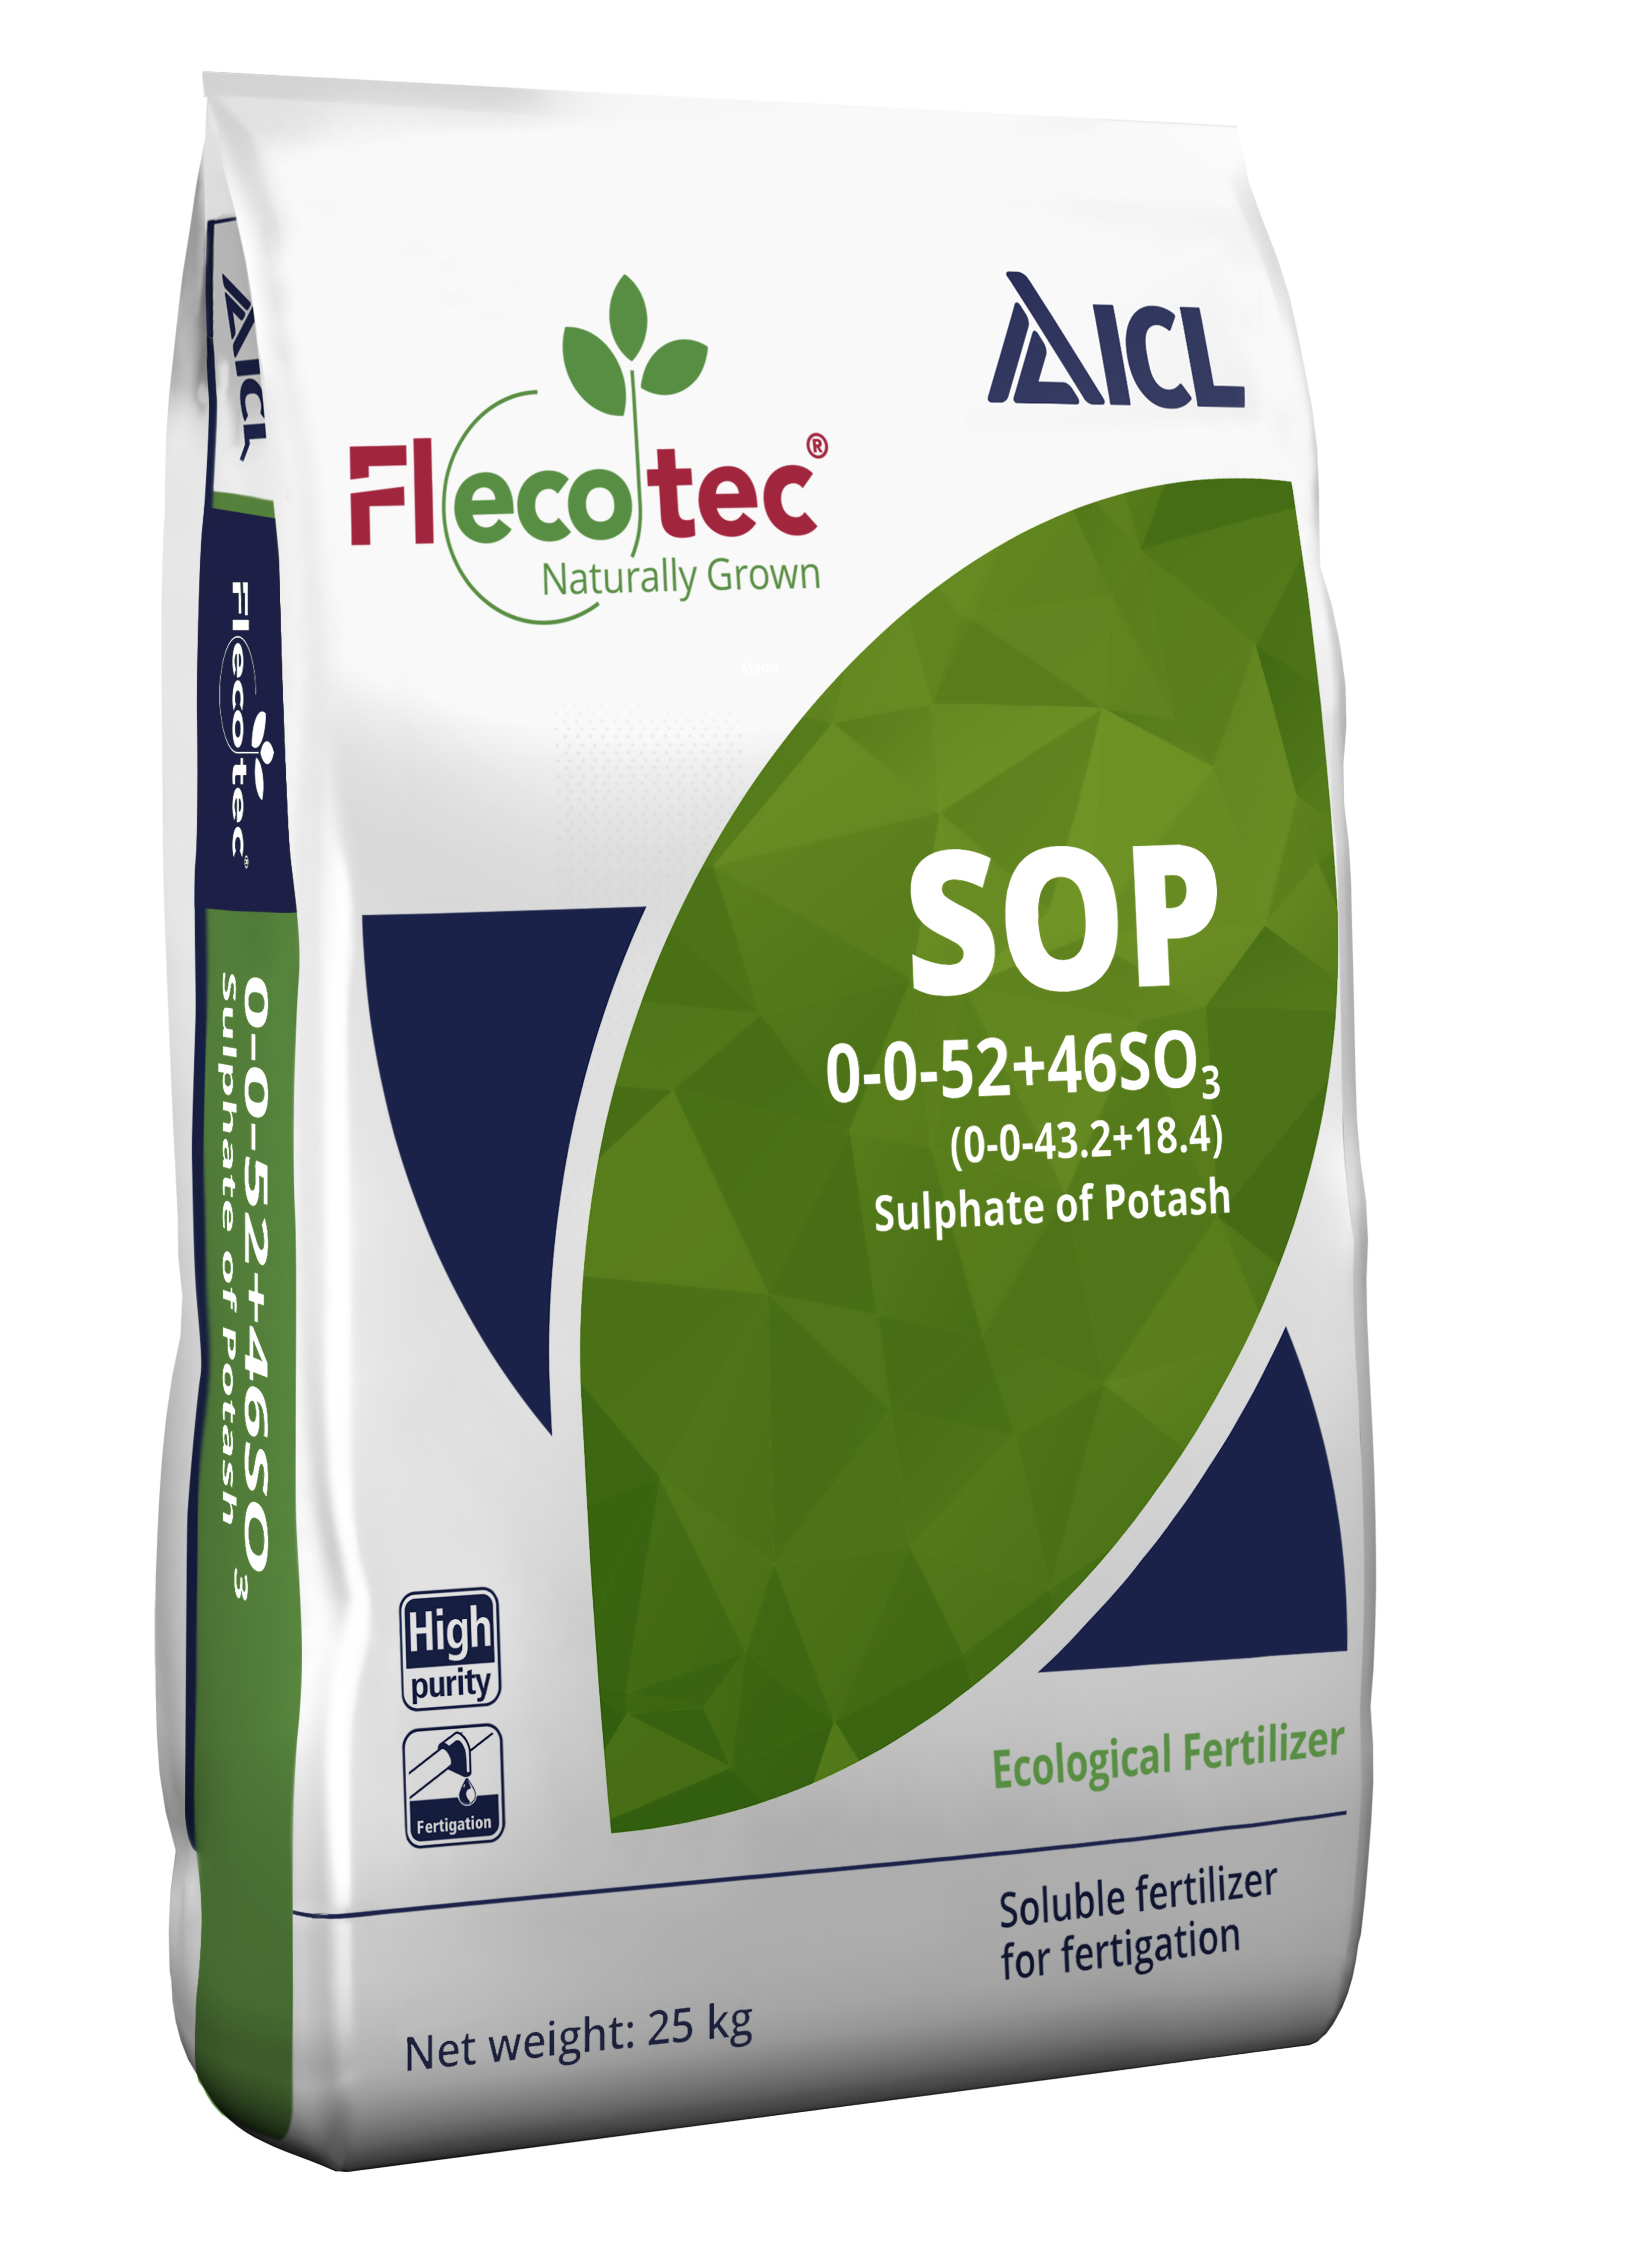 ICL
Flecotec®
Naturally Grown
SOP
0-0-52+46SO₃
(0-0-43.2+18.4)
Sulphate of Potash
High
purity
Fertigation
Ecological Fertilizer
Soluble fertilizer
for fertigation
Net weight: 25 kg
ICL
Flecotec®
0-0-52+46SO₃
Sulphate of Potash